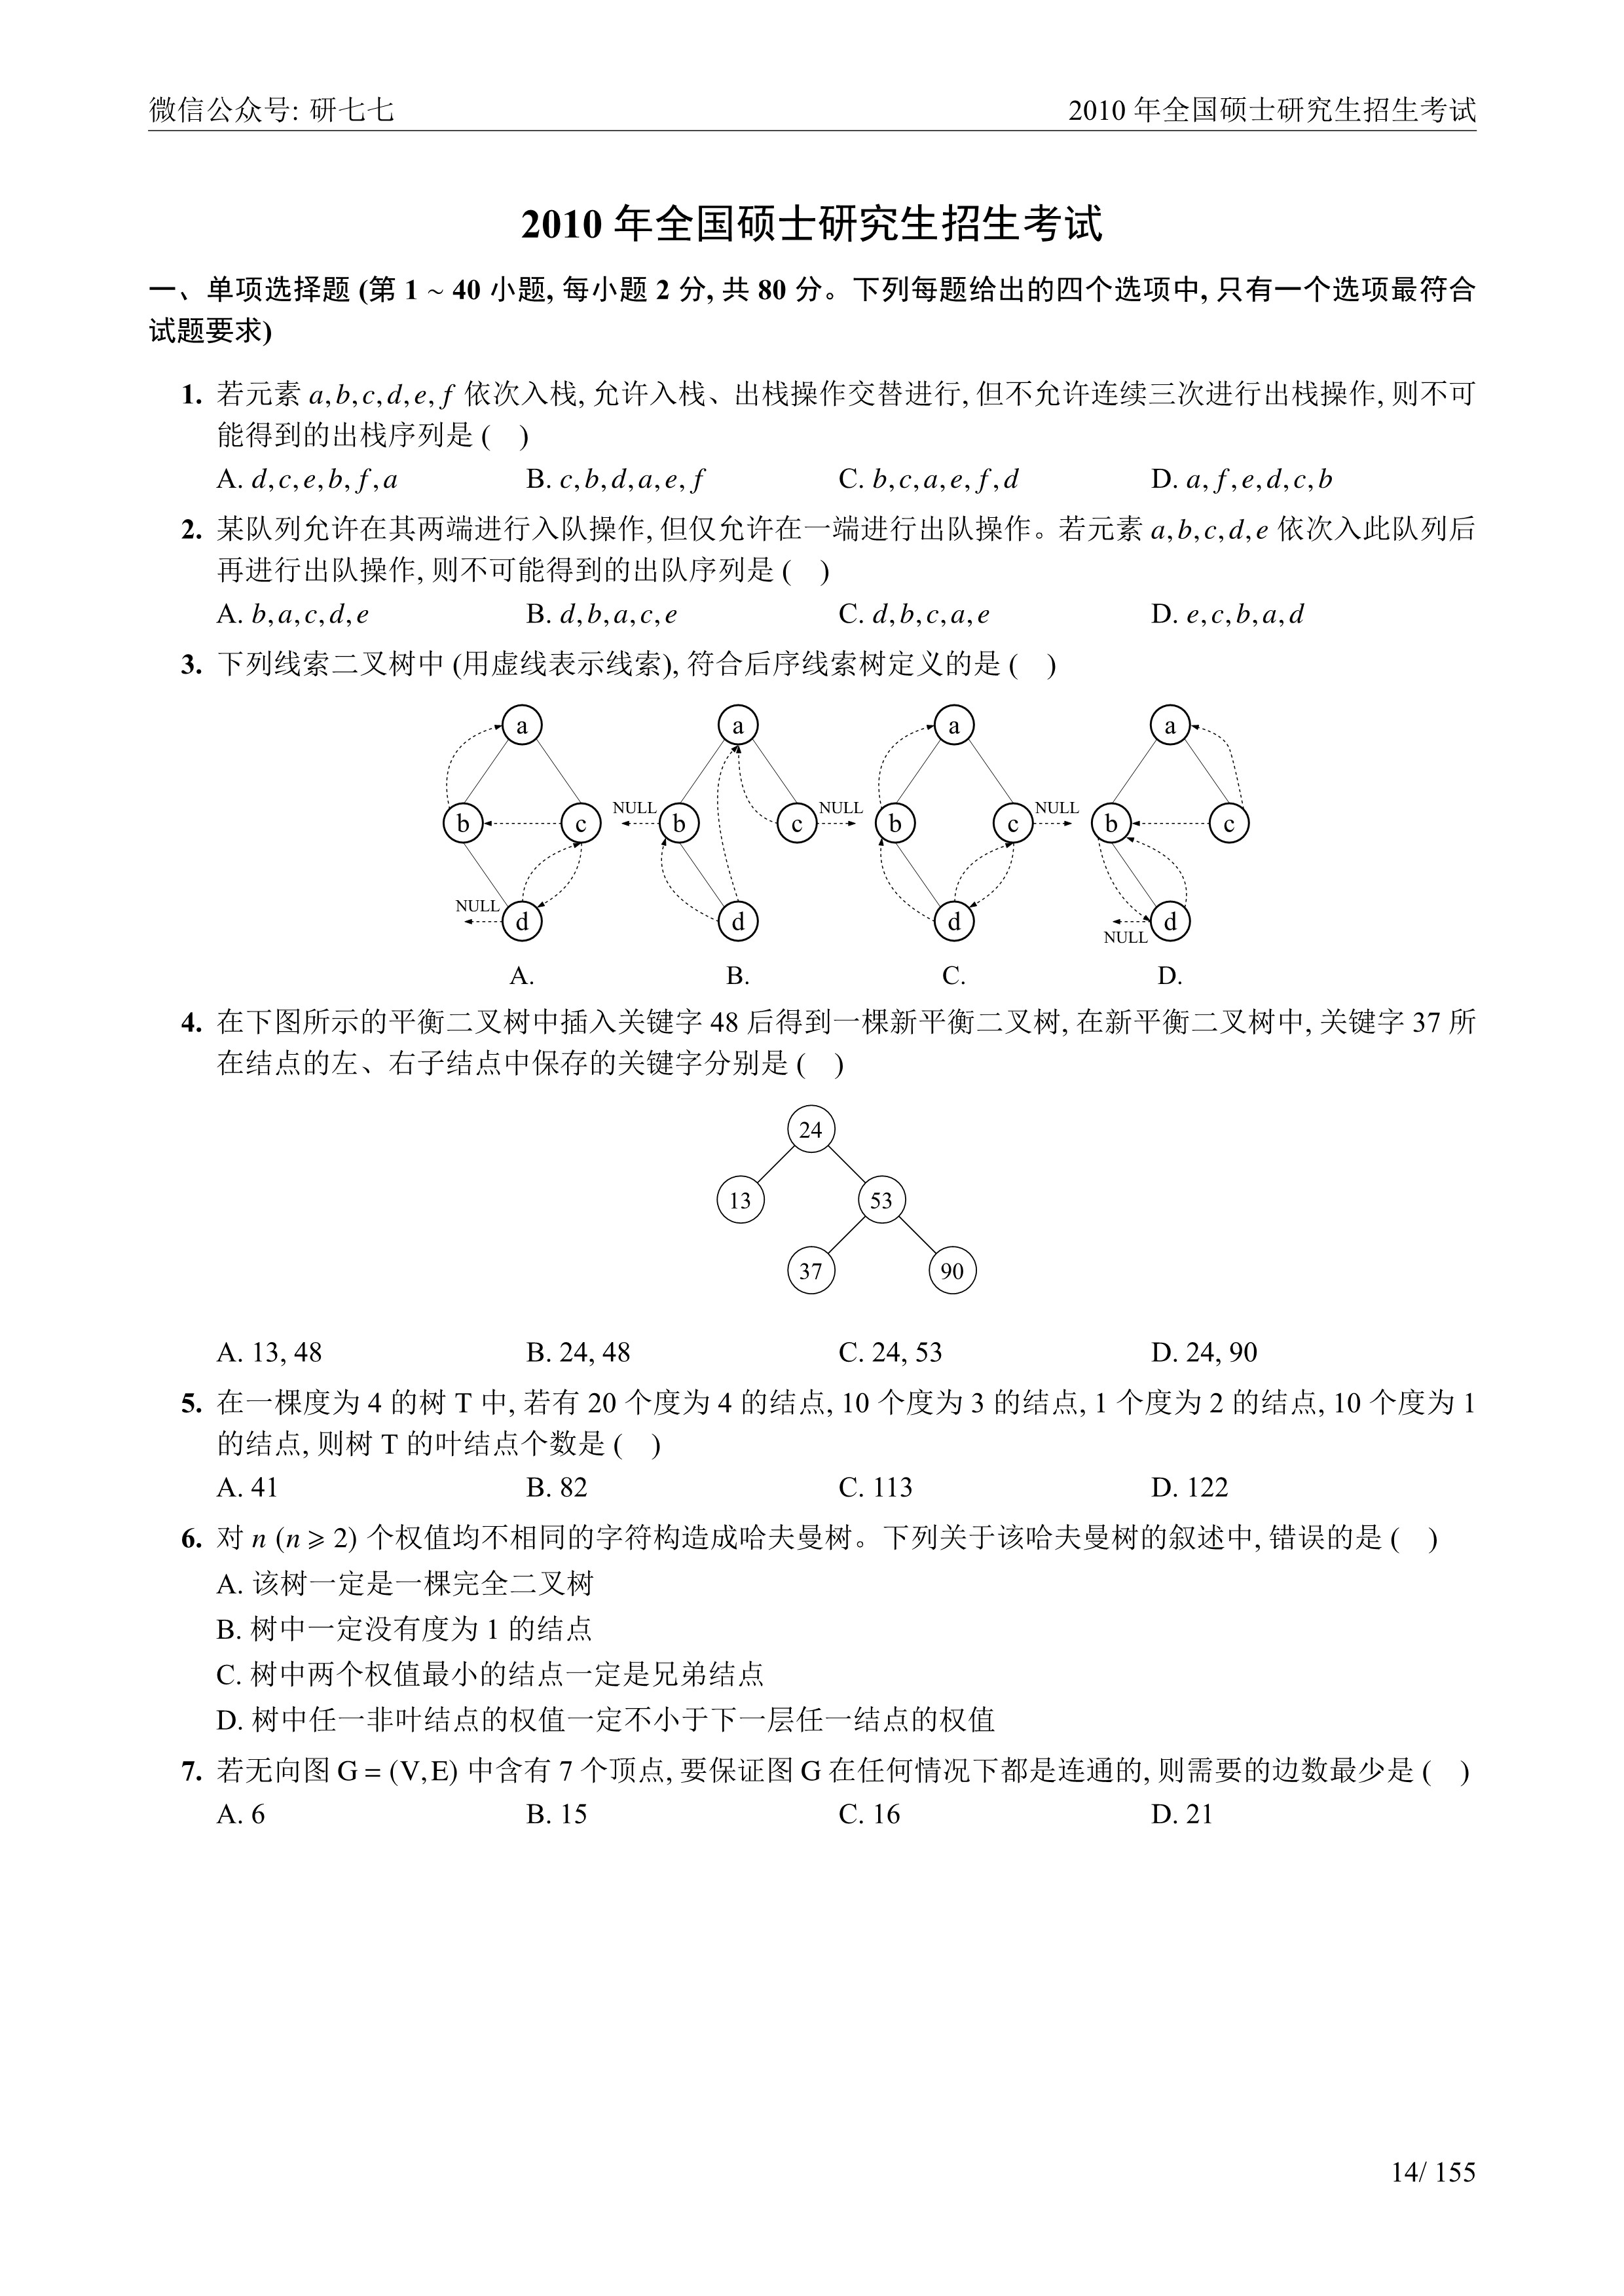 微信公众号: 研七七
2010 年全国硕士研究生招生考试
2010 年全国硕士研究生招生考试
一、单项选择题 (第 1 ~ 40 小题, 每小题 2 分, 共 80 分。下列每题给出的四个选项中, 只有一个选项最符合
试题要求)
1. 若元素 a,b,c,d,e,f 依次入栈, 允许入栈、出栈操作交替进行, 但不允许连续三次进行出栈操作, 则不可
能得到的出栈序列是 ( )
A. d,c,e,b,f,a B. c,b,d,a,e,f C. b,c,a,e,f,d D. a,f,e,d,c,b
2. 某队列允许在其两端进行入队操作, 但仅允许在一端进行出队操作。若元素 a,b,c,d,e 依次入此队列后
再进行出队操作, 则不可能得到的出队序列是 ( )
A. b,a,c,d,e B. d,b,a,c,e C. d,b,c,a,e D. e,c,b,a,d
3. 下列线索二叉树中 (用虚线表示线索), 符合后序线索树定义的是 ( )
a a a a
b c NULL b c NULL b c NULL b c
NULL d d d NULL d
A. B. C. D.
4. 在下图所示的平衡二叉树中插入关键字 48 后得到一棵新平衡二叉树, 在新平衡二叉树中, 关键字 37 所
在结点的左、右子结点中保存的关键字分别是 ( )
24
13 53
37 90
A. 13, 48 B. 24, 48 C. 24, 53 D. 24, 90
5. 在一棵度为 4 的树 T 中, 若有 20 个度为 4 的结点, 10 个度为 3 的结点, 1 个度为 2 的结点, 10 个度为 1
的结点, 则树 T 的叶结点个数是 ( )
A. 41 B. 82 C. 113 D. 122
6. 对 n (n ⩾ 2) 个权值均不相同的字符构造成哈夫曼树。下列关于该哈夫曼树的叙述中, 错误的是 ( )
A. 该树一定是一棵完全二叉树
B. 树中一定没有度为 1 的结点
C. 树中两个权值最小的结点一定是兄弟结点
D. 树中任一非叶结点的权值一定不小于下一层任一结点的权值
7. 若无向图 G = (V,E) 中含有 7 个顶点, 要保证图 G 在任何情况下都是连通的, 则需要的边数最少是 ( )
A. 6 B. 15 C. 16 D. 21
14/ 155